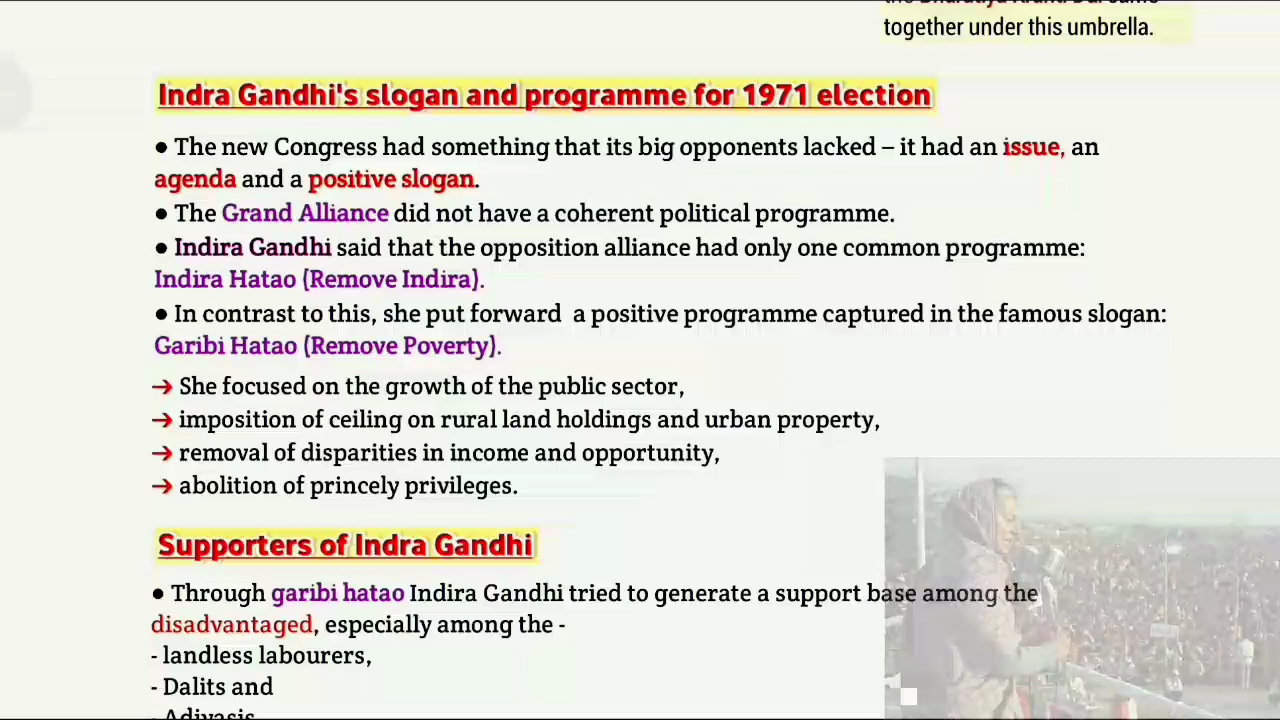 together under this umbrella.
Indra Gandhi's slogan and programme for 1971 election
● The new Congress had something that its big opponents lacked – it had an issue, an
agenda and a positive slogan.
● The Grand Alliance did not have a coherent political programme.
● Indira Gandhi said that the opposition alliance had only one common programme:
Indira Hatao (Remove Indira).
● In contrast to this, she put forward a positive programme captured in the famous slogan:
Garibi Hatao (Remove Poverty).
→ She focused on the growth of the public sector,
→ imposition of ceiling on rural land holdings and urban property,
→ removal of disparities in income and opportunity,
→ abolition of princely privileges.
Supporters of Indra Gandhi
● Through garibi hatao Indira Gandhi tried to generate a support base among the
disadvantaged, especially among the -
- landless labourers,
- Dalits and
- Adivasis